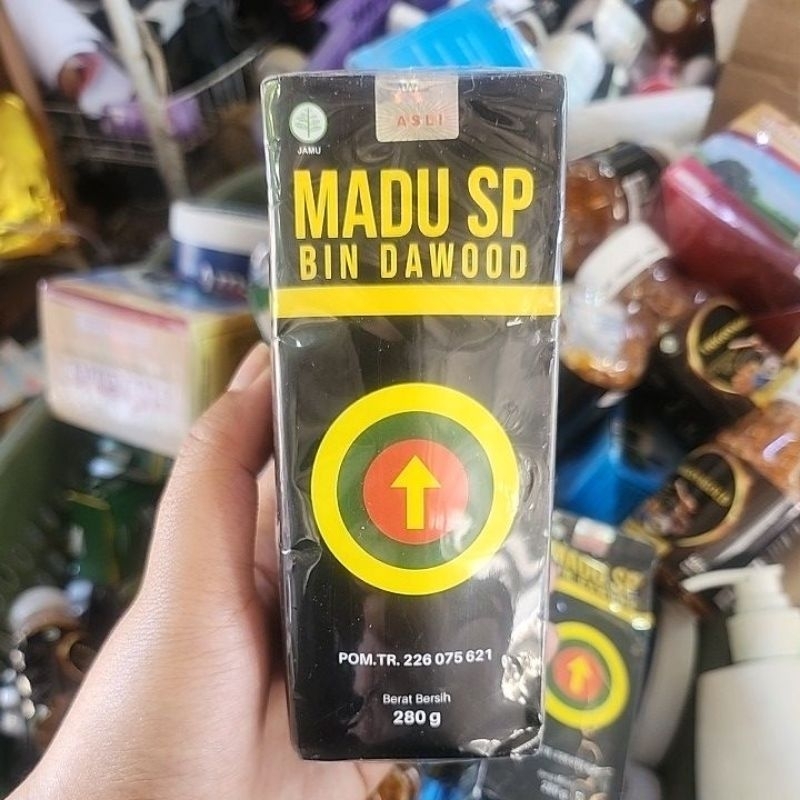 ASLI
JAMU
MADU SP
BIN DAWOOD
POM.TR. 226 075 621
Berat Bersih
280 g
MADU SP